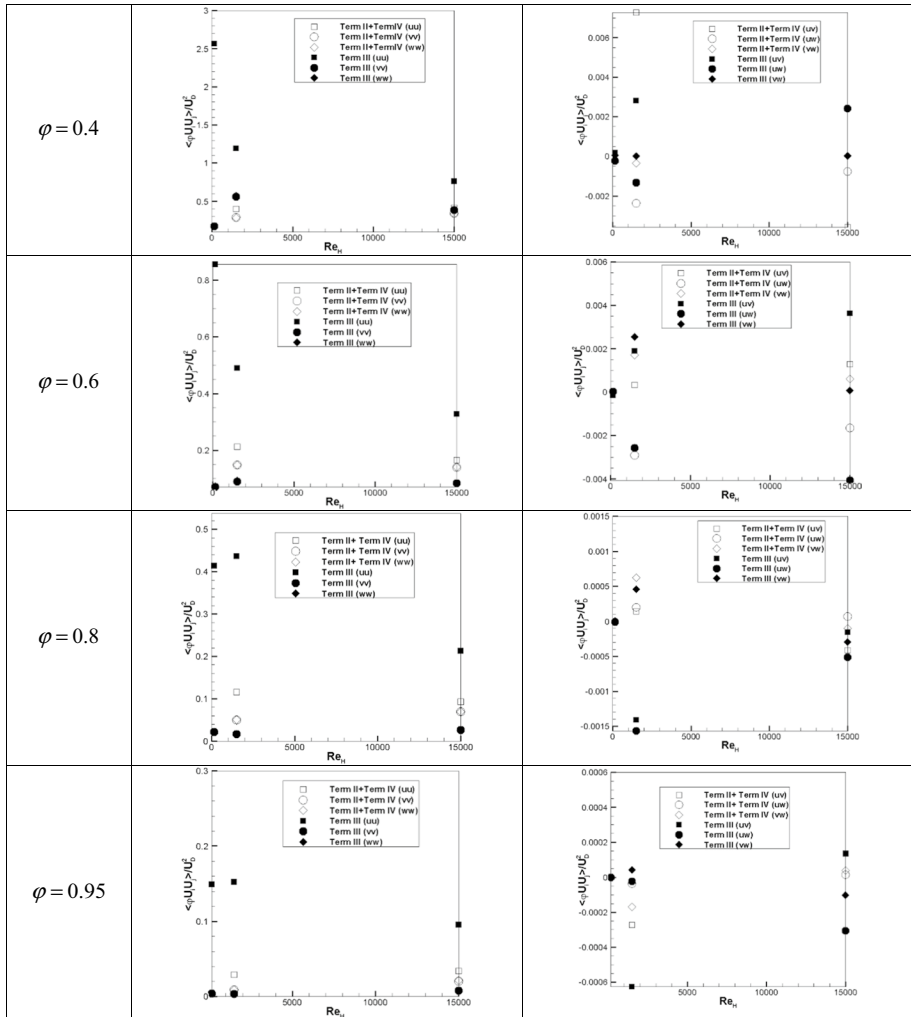 φ = 0.4
3
2.5
2
1.5
1
0.5
0
5000
10000
15000
Re_H
<φU_iU_j>/U_D^2
Term II+TermIV (uu)
Term II+TermIV (vv)
Term II+TermIV (ww)
Term III (uu)
Term III (vv)
Term III (ww)
0.006
0.004
0.002
0
-0.002
0
5000
10000
15000
Re_H
<φU_iU_j>/U_D^2
Term II+Term IV (uv)
Term II+Term IV (uw)
Term II+Term IV (vw)
Term III (uv)
Term III (uw)
Term III (vw)
φ = 0.6
0.8
0.6
0.4
0.2
0
5000
10000
15000
Re_H
<φU_iU_j>/U_D^2
Term II+Term IV (uu)
Term II+Term IV (vv)
Term II+Term IV (ww)
Term III (uu)
Term III (vv)
Term III (ww)
0.006
0.004
0.002
0
-0.002
-0.004
0
5000
10000
15000
Re_H
<φU_iU_j>/U_D^2
Term II+Term IV (uv)
Term II+Term IV (uw)
Term II+Term IV (vw)
Term III (uv)
Term III (uw)
Term III (vw)
φ = 0.8
0.5
0.4
0.3
0.2
0.1
0
0
5000
10000
15000
Re_H
<φU_iU_j>/U_D^2
Term II+ Term IV (uu)
Term II+ Term IV (vv)
Term II+ Term IV (ww)
Term III (uu)
Term III (vv)
Term III (ww)
0.0015
0.001
0.0005
0
-0.0005
-0.001
-0.0015
0
5000
10000
15000
Re_H
<φU_iU_j>/U_D^2
Term II+Term IV (uv)
Term II+Term IV (uw)
Term II+Term IV (vw)
Term III (uv)
Term III (uw)
Term III (vw)
φ = 0.95
0.3
0.2
0.1
0
0
5000
10000
15000
Re_H
<φU_iU_j>/U_D^2
Term II+Term IV (uu)
Term II+Term IV (vv)
Term II+Term IV (ww)
Term III (uu)
Term III (vv)
Term III (ww)
0.0006
0.0004
0.0002
0
-0.0002
-0.0004
-0.0006
5000
10000
15000
Re_H
<φU_iU_j>/U_D^2
Term II+ Term IV (uv)
Term II+ Term IV (uw)
Term II+ Term IV (vw)
Term III (uv)
Term III (uw)
Term III (vw)